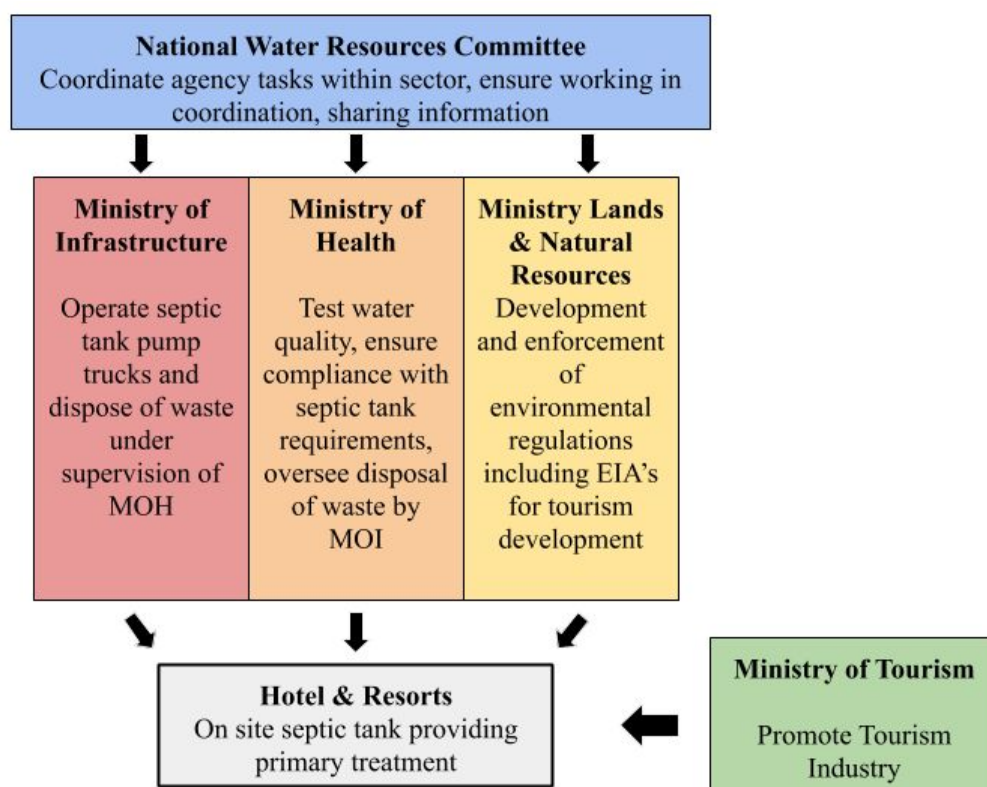 National Water Resources Committee
Coordinate agency tasks within sector, ensure working in
coordination, sharing information
Ministry of
Infrastructure
Operate septic
tank pump
trucks and
dispose of waste
under
supervision of
MOH
Ministry of
Health
Test water
quality, ensure
compliance with
septic tank
requirements,
oversee disposal
of waste by
MOI
Ministry Lands
& Natural
Resources
Development
and enforcement
of
environmental
regulations
including EIA's
for tourism
development
Hotel & Resorts
On site septic tank providing
primary treatment
Ministry of Tourism
Promote Tourism
Industry